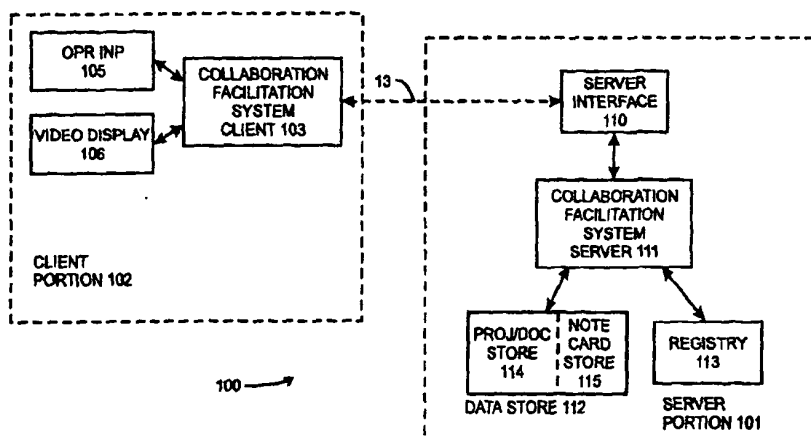 OPR INP
105
VIDEO DISPLAY
106
COLLABORATION
FACILITATION
SYSTEM
CLIENT 103
CLIENT
PORTION 102
13
SERVER
INTERFACE
110
COLLABORATION
FACILITATION
SYSTEM
SERVER 111
PROJ/DOC
STORE
114
NOTE
CARD
STORE
115
DATA STORE 112
REGISTRY
113
SERVER
PORTION 101
100